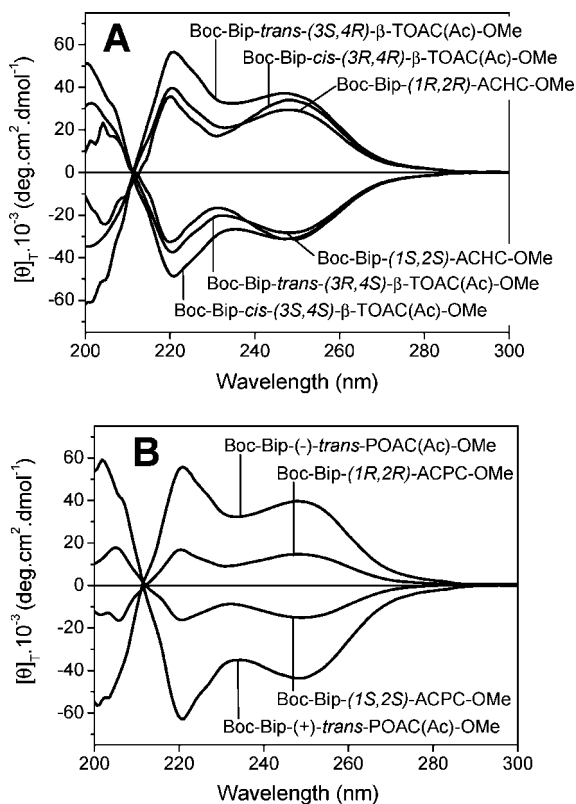 A
Boc-Bip-trans-(3S,4R)-β-TOAC(Ac)-OMe
Boc-Bip-cis-(3R,4R)-β-TOAC(Ac)-OMe
Boc-Bip-(1R,2R)-ACHC-OMe
60
40
20
0
-20
-40
-60
[θ]T.10-3 (deg.cm2.dmol-1)
Boc-Bip-(1S,2S)-ACHC-OMe
Boc-Bip-trans-(3R,4S)-β-TOAC(Ac)-OMe
Boc-Bip-cis-(3S,4S)-β-TOAC(Ac)-OMe
200 220 240 260 280 300
Wavelength (nm)
B
Boc-Bip-(-)-trans-POAC(Ac)-OMe
Boc-Bip-(1R,2R)-ACPC-OMe
60
40
20
0
-20
-40
-60
[θ]T.10-3 (deg.cm2.dmol-1)
Boc-Bip-(1S,2S)-ACPC-OMe
Boc-Bip-(+)-trans-POAC(Ac)-OMe
200 220 240 260 280 300
Wavelength (nm)